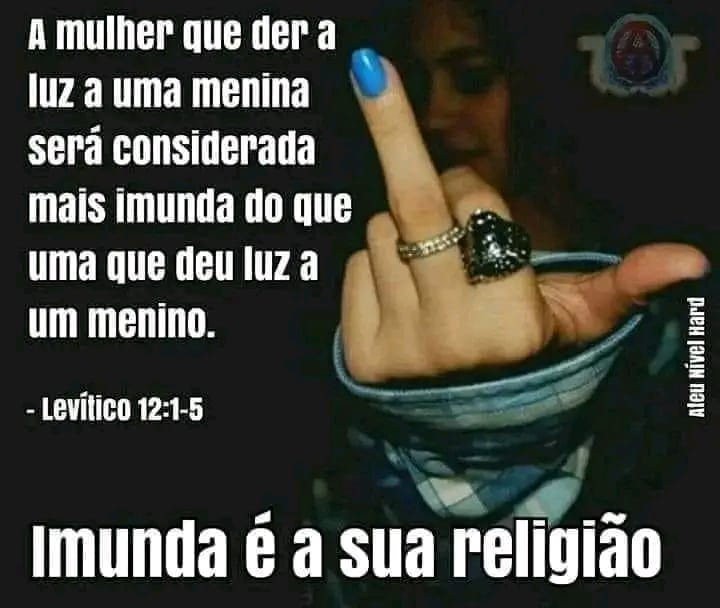 A mulher que der a
luz a uma menina
será considerada
mais imunda do que
uma que deu luz a
um menino.
- Levítico 12:1-5
Ateu Nível Hard
Imunda é a sua religião